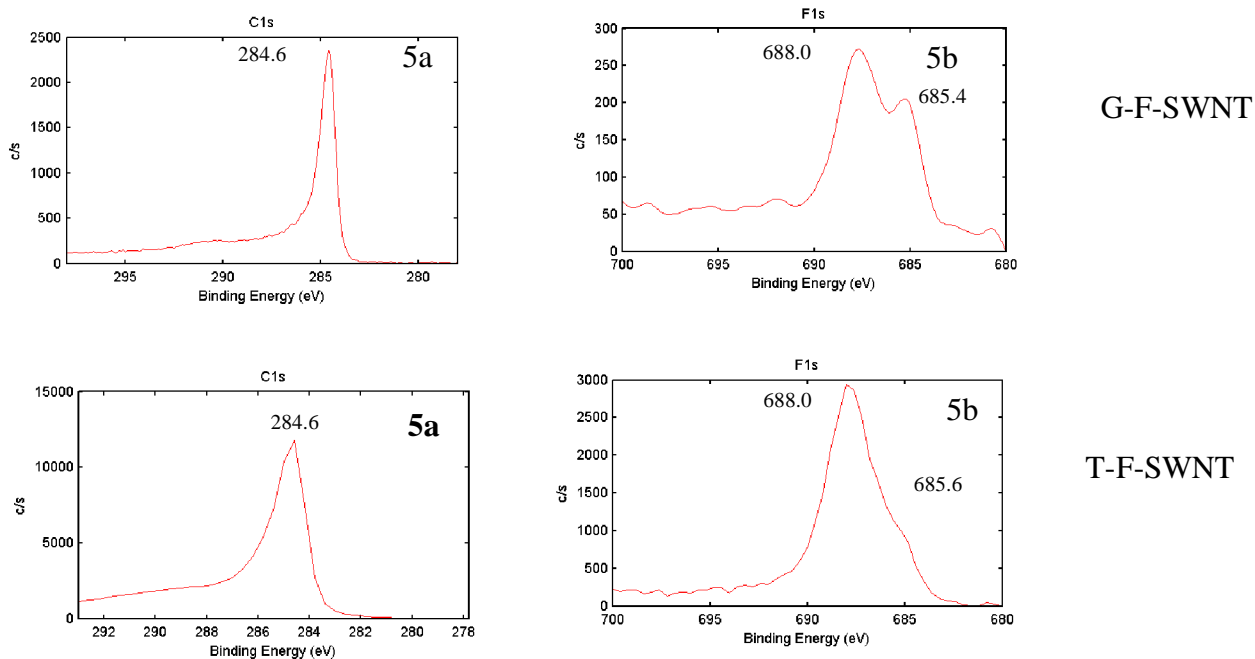 C1s
284.6
5a
2500
2000
1500
1000
500
0
c/s
295 290 285 280
Binding Energy (eV)
F1s
688.0
5b
685.4
300
250
200
150
100
50
0
c/s
700 695 690 685 680
Binding Energy (eV)
G-F-SWNT
C1s
284.6
5a
15000
10000
5000
0
c/s
292 290 288 286 284 282 280 278
Binding Energy (eV)
F1s
688.0
5b
685.6
3000
2500
2000
1500
1000
500
0
c/s
700 695 690 685 680
Binding Energy (eV)
T-F-SWNT